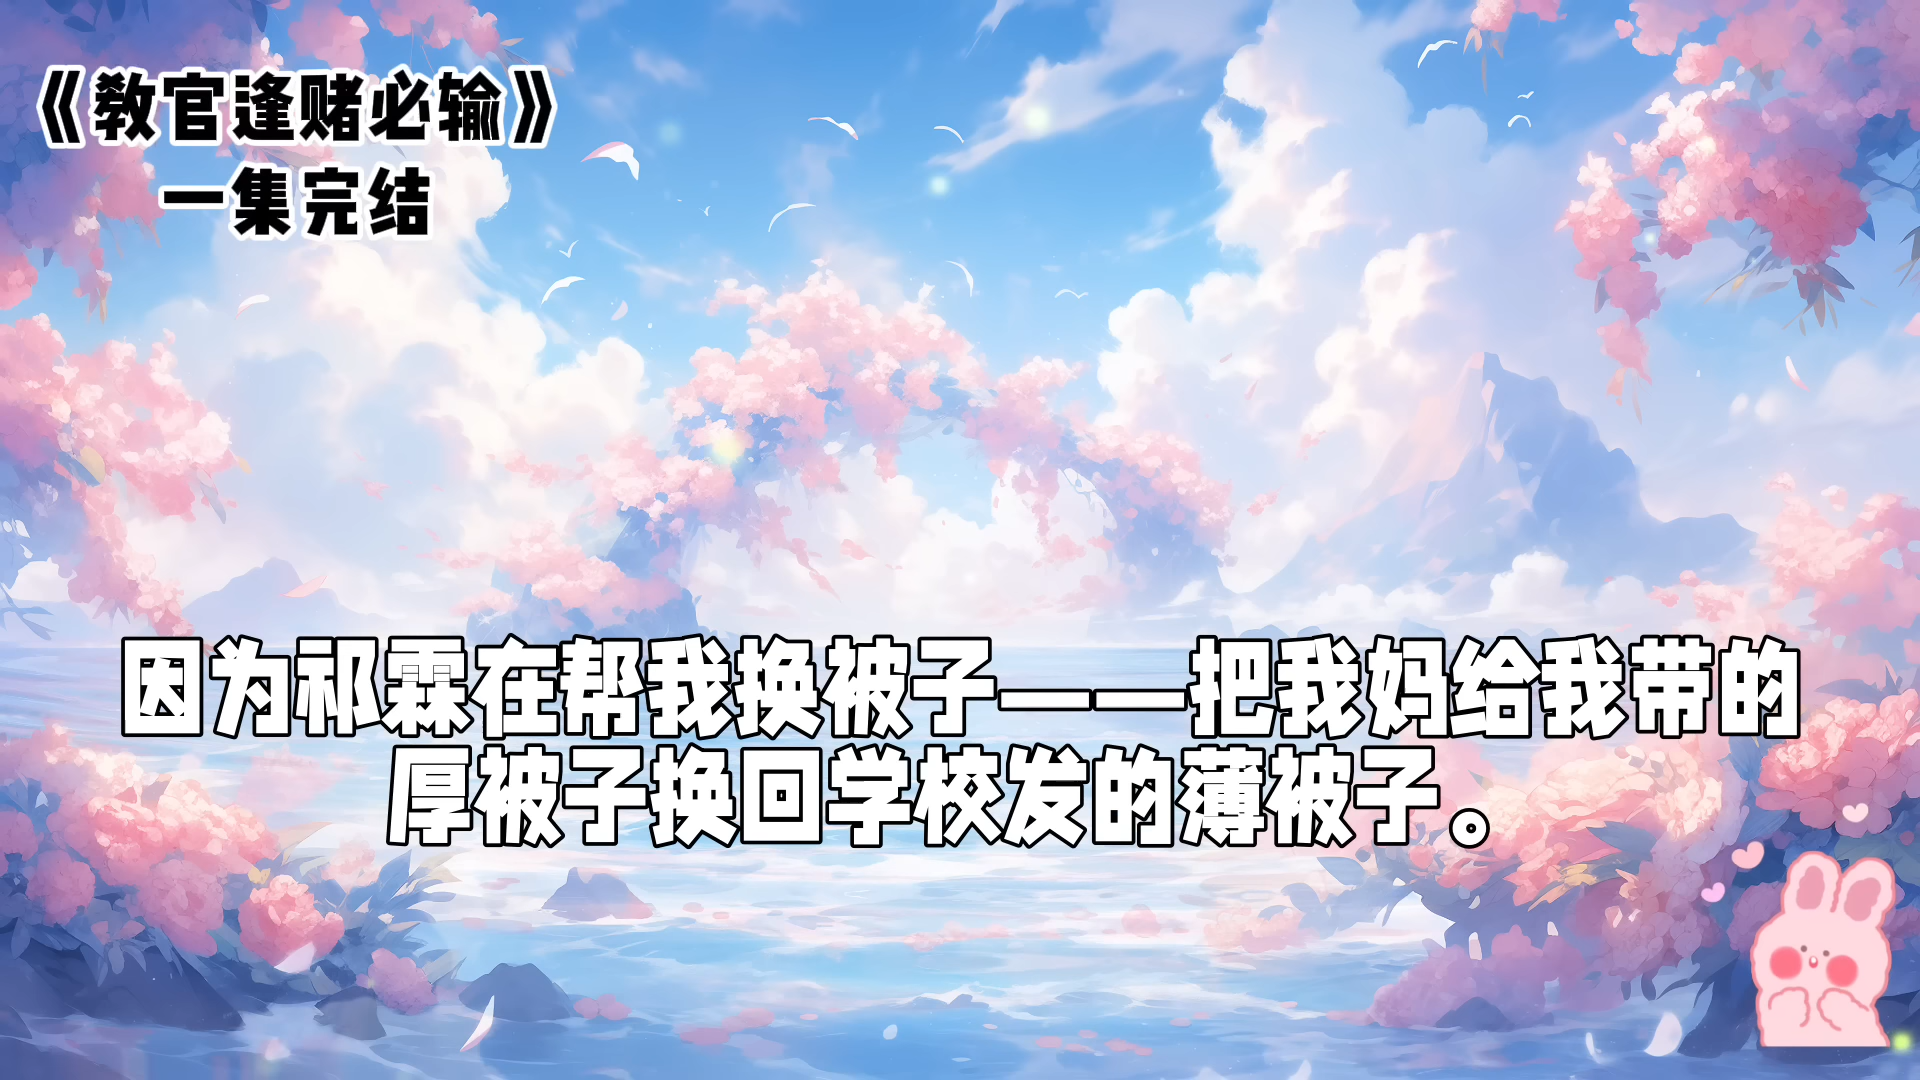 《教官逢赌必输》
一集完结
因为祁霖在帮我换被子——把我妈给我带的
厚被子换回学校发的薄被子。